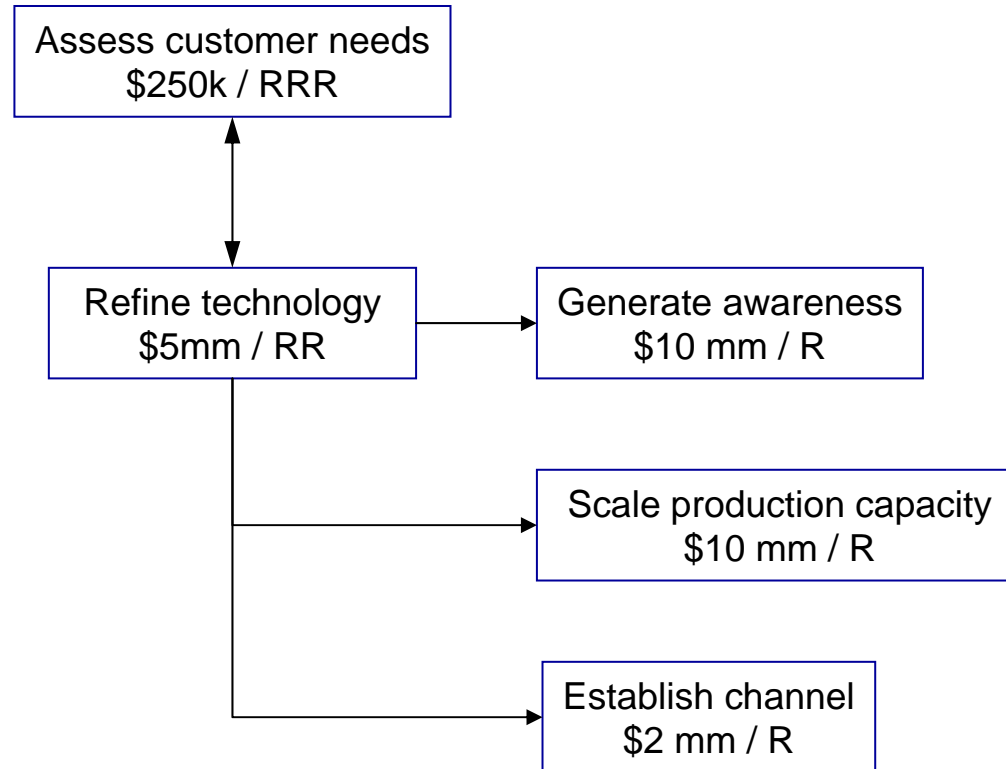 Assess customer needs
$250k / RRR
Refine technology
$5mm / RR
Generate awareness
$10 mm / R
Scale production capacity
$10 mm / R
Establish channel
$2 mm / R